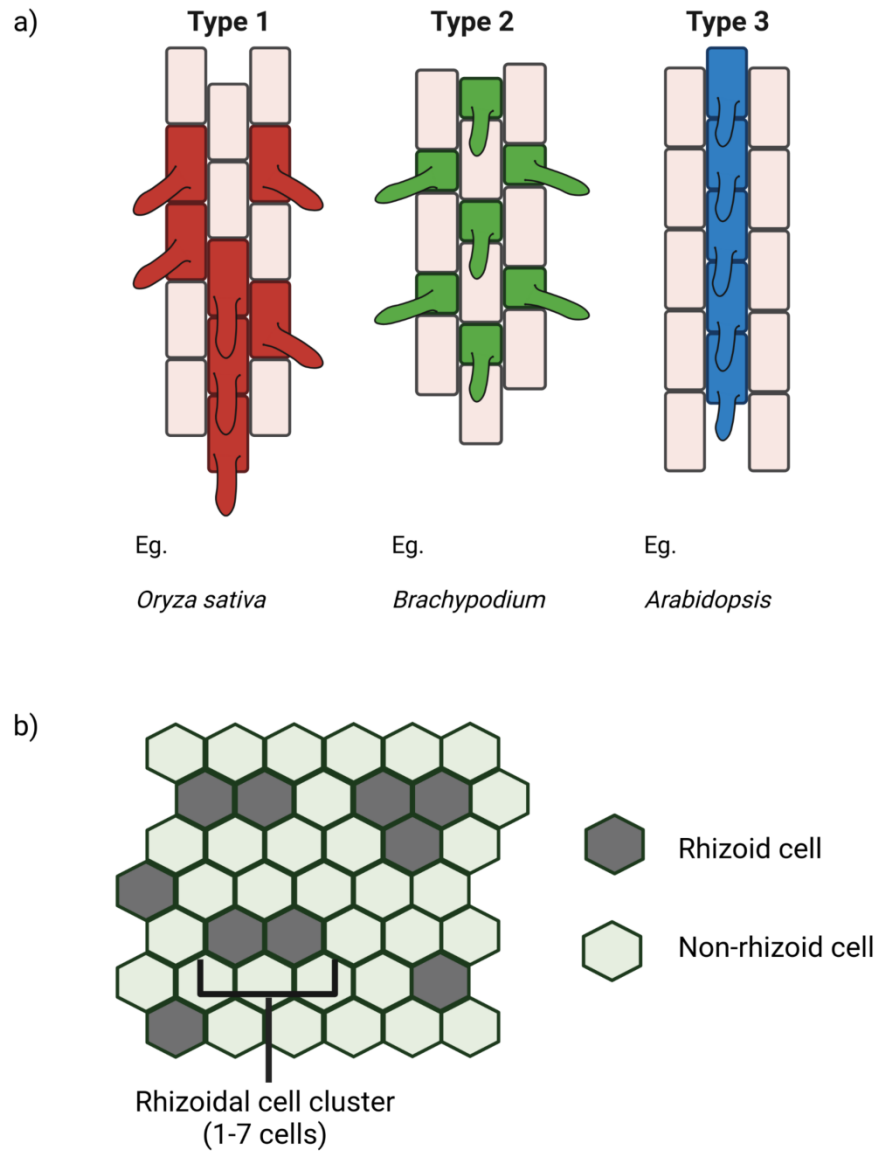 a)
Type 1
Type 2
Type 3
Eg.
Eg.
Eg.
Oryza sativa
Brachypodium
Arabidopsis
b)
Rhizoid cell
Non-rhizoid cell
Rhizoidal cell cluster
(1-7 cells)